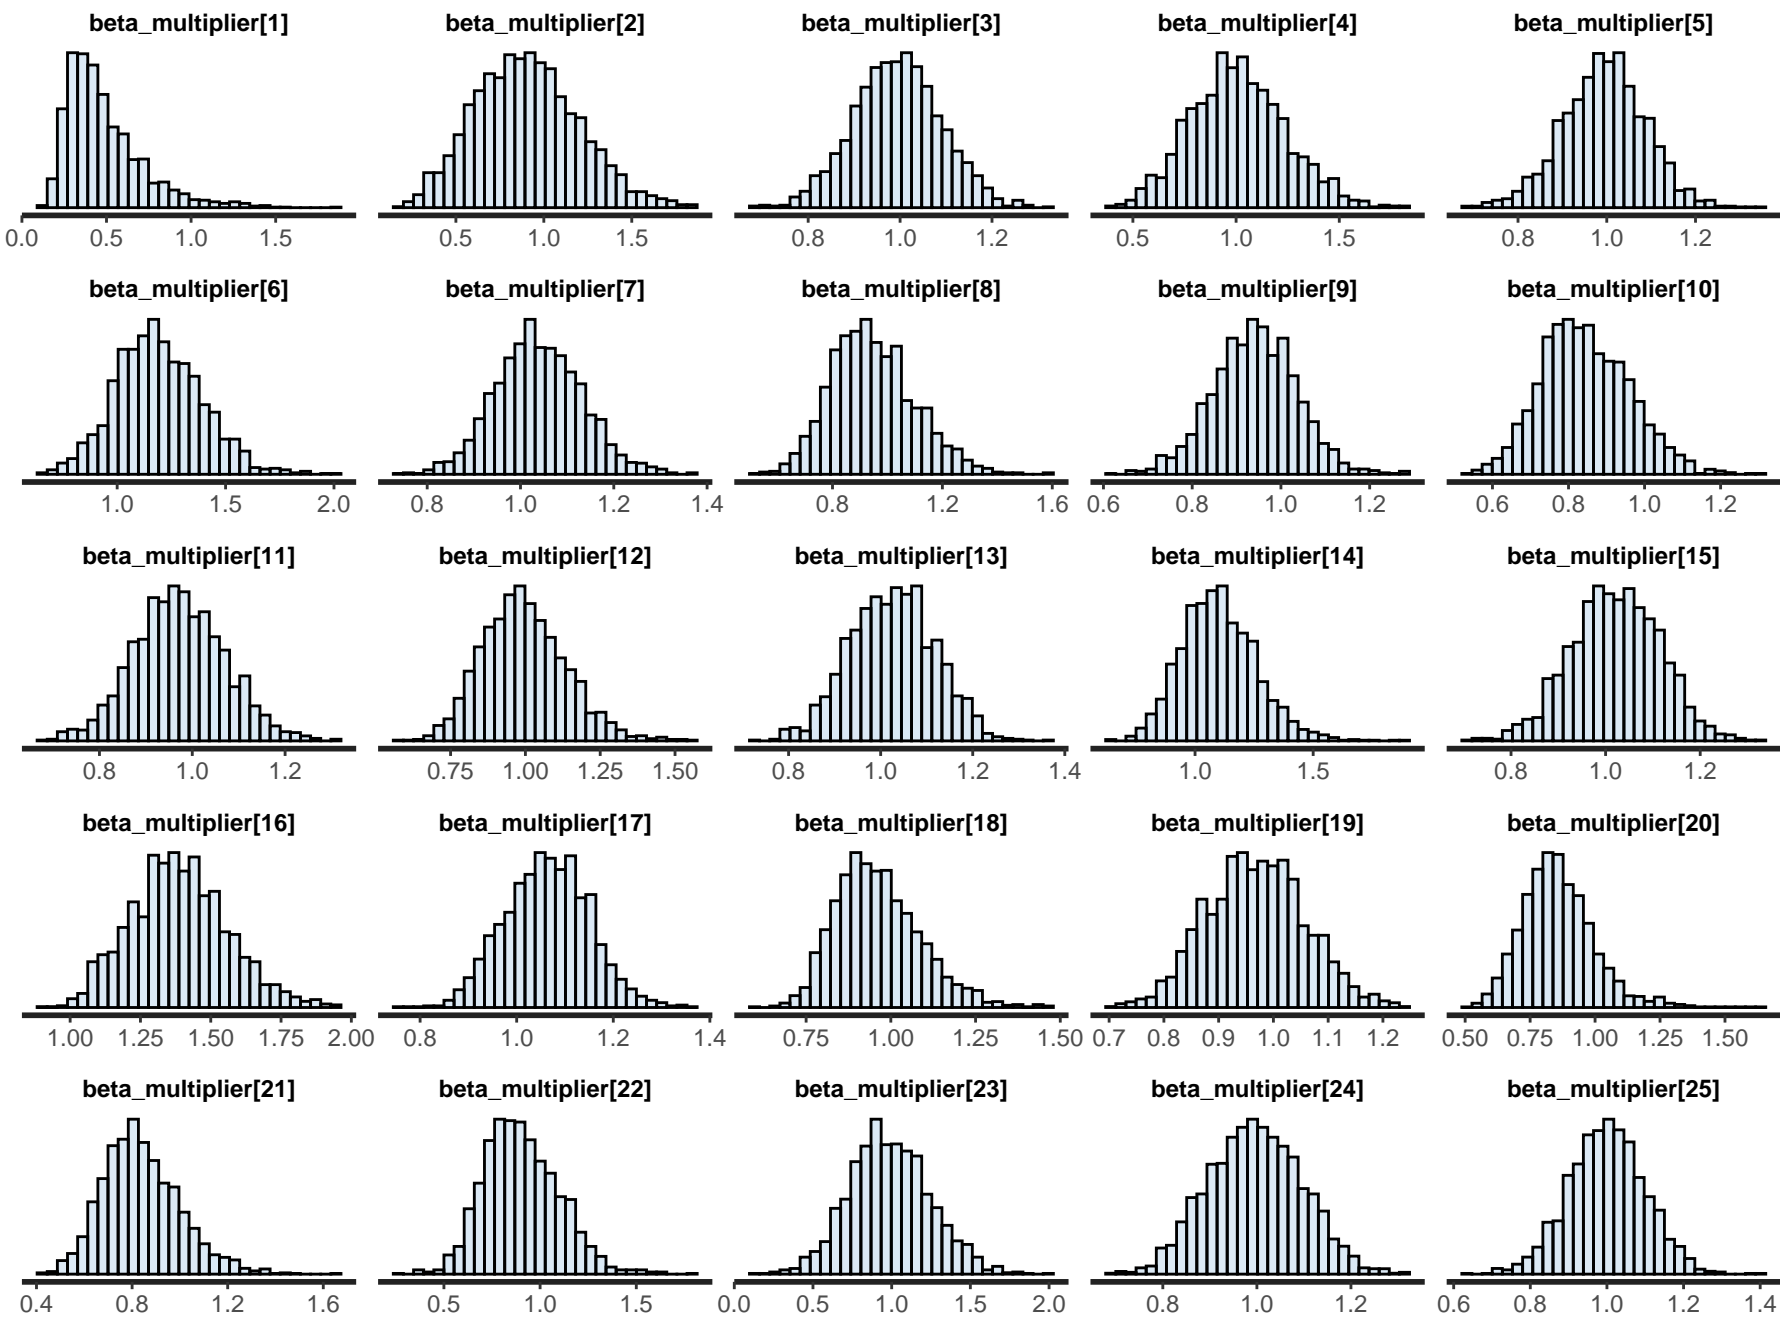 beta_multiplier[1] beta_multiplier[2] beta_multiplier[3] beta_multiplier[4] beta_multiplier[5]
0.0 0.5 1.0 1.5 0.5 1.0 1.5 0.8 1.0 1.2 0.5 1.0 1.5 0.8 1.0 1.2
beta_multiplier[6] beta_multiplier[7] beta_multiplier[8] beta_multiplier[9] beta_multiplier[10]
1.0 1.5 2.0 0.8 1.0 1.2 1.4 0.8 1.2 1.6 0.6 0.8 1.0 1.2 0.6 0.8 1.0 1.2
beta_multiplier[11] beta_multiplier[12] beta_multiplier[13] beta_multiplier[14] beta_multiplier[15]
0.8 1.0 1.2 0.75 1.00 1.25 1.50 0.8 1.0 1.2 1.4 1.0 1.5 0.8 1.0 1.2
beta_multiplier[16] beta_multiplier[17] beta_multiplier[18] beta_multiplier[19] beta_multiplier[20]
1.00 1.25 1.50 1.75 2.00 0.8 1.0 1.2 1.4 0.75 1.00 1.25 1.50 0.7 0.8 0.9 1.0 1.1 1.2 0.50 0.75 1.00 1.25 1.50
beta_multiplier[21] beta_multiplier[22] beta_multiplier[23] beta_multiplier[24] beta_multiplier[25]
0.4 0.8 1.2 1.6 0.5 1.0 1.5 0.0 0.5 1.0 1.5 2.0 0.8 1.0 1.2 0.6 0.8 1.0 1.2 1.4